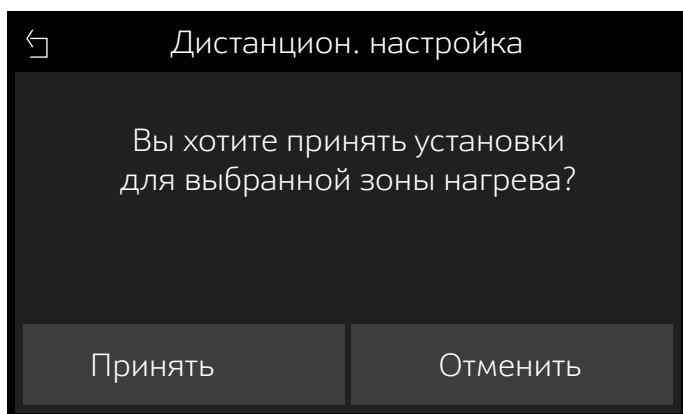 Дистанцион. настройка
Вы хотите принять установки
для выбранной зоны нагрева?
Принять
Отменить